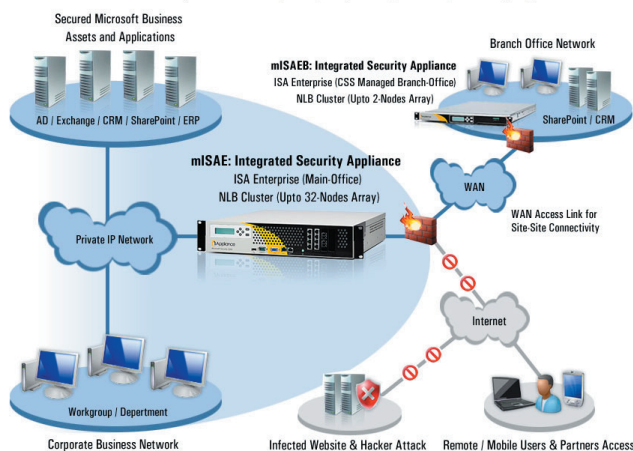 Secured Microsoft Business
Assets and Applications
AD / Exchange / CRM / SharePoint / ERP
mISAEB: Integrated Security Appliance
ISA Enterprise (CSS Managed Branch-Office)
NLB Cluster (Upto 2-Nodes Array)
Branch Office Network
SharePoint / CRM
mISAE: Integrated Security Appliance
ISA Enterprise (Main-Office)
NLB Cluster (Upto 32-Nodes Array)
WAN
WAN Access Link for
Site-Site Connectivity
Private IP Network
Appliance
Internet
Workgroup / Department
Corporate Business Network
Infected Website & Hacker Attack
Remote / Mobile Users & Partners Access